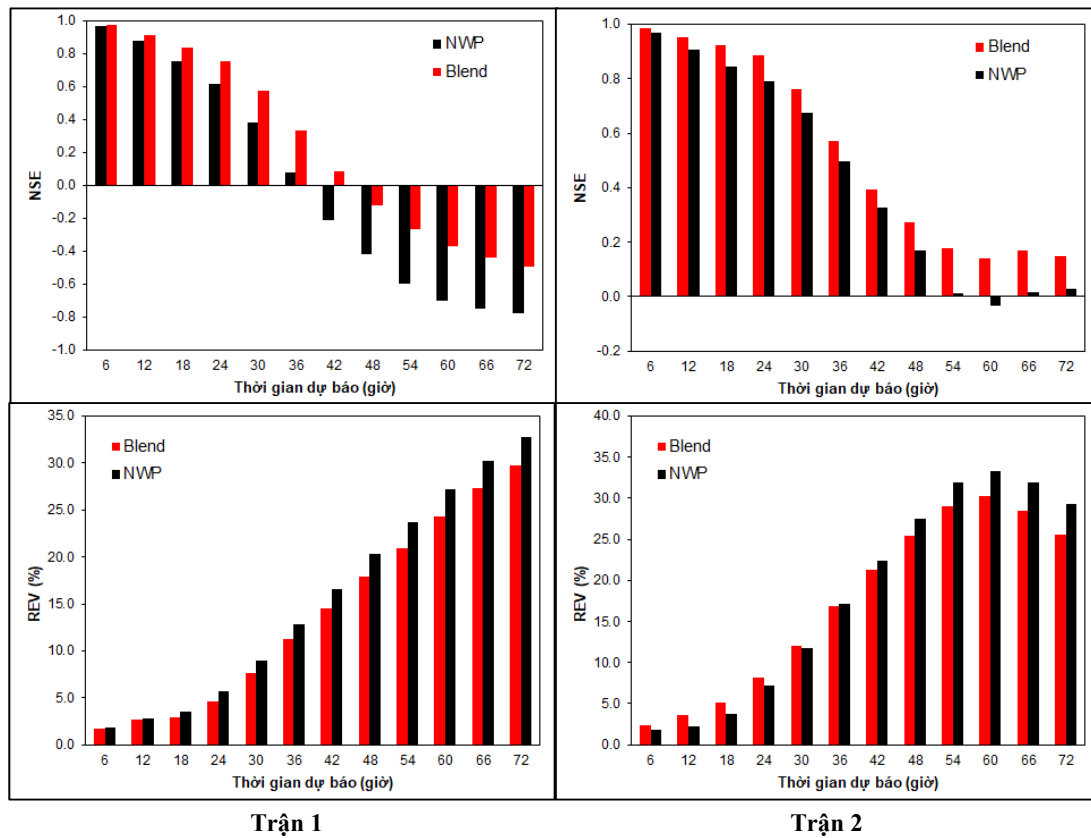 1.0
0.8
0.6
0.4
0.2
0.0
-0.2
-0.4
-0.6
-0.8
-1.0
NSE
NWP
Blend
6 12 18 24 30 36 42 48 54 60 66 72
Thời gian dự báo (giờ)
1.0
0.8
0.6
0.4
0.2
0.0
-0.2
NSE
Blend
NWP
6 12 18 24 30 36 42 48 54 60 66 72
Thời gian dự báo (giờ)
35.0
30.0
25.0
20.0
15.0
10.0
5.0
0.0
REV (%)
Blend
NWP
6 12 18 24 30 36 42 48 54 60 66 72
Thời gian dự báo (giờ)
40.0
35.0
30.0
25.0
20.0
15.0
10.0
5.0
0.0
REV (%)
Blend
NWP
6 12 18 24 30 36 42 48 54 60 66 72
Thời gian dự báo (giờ)
Trận 1
Trận 2